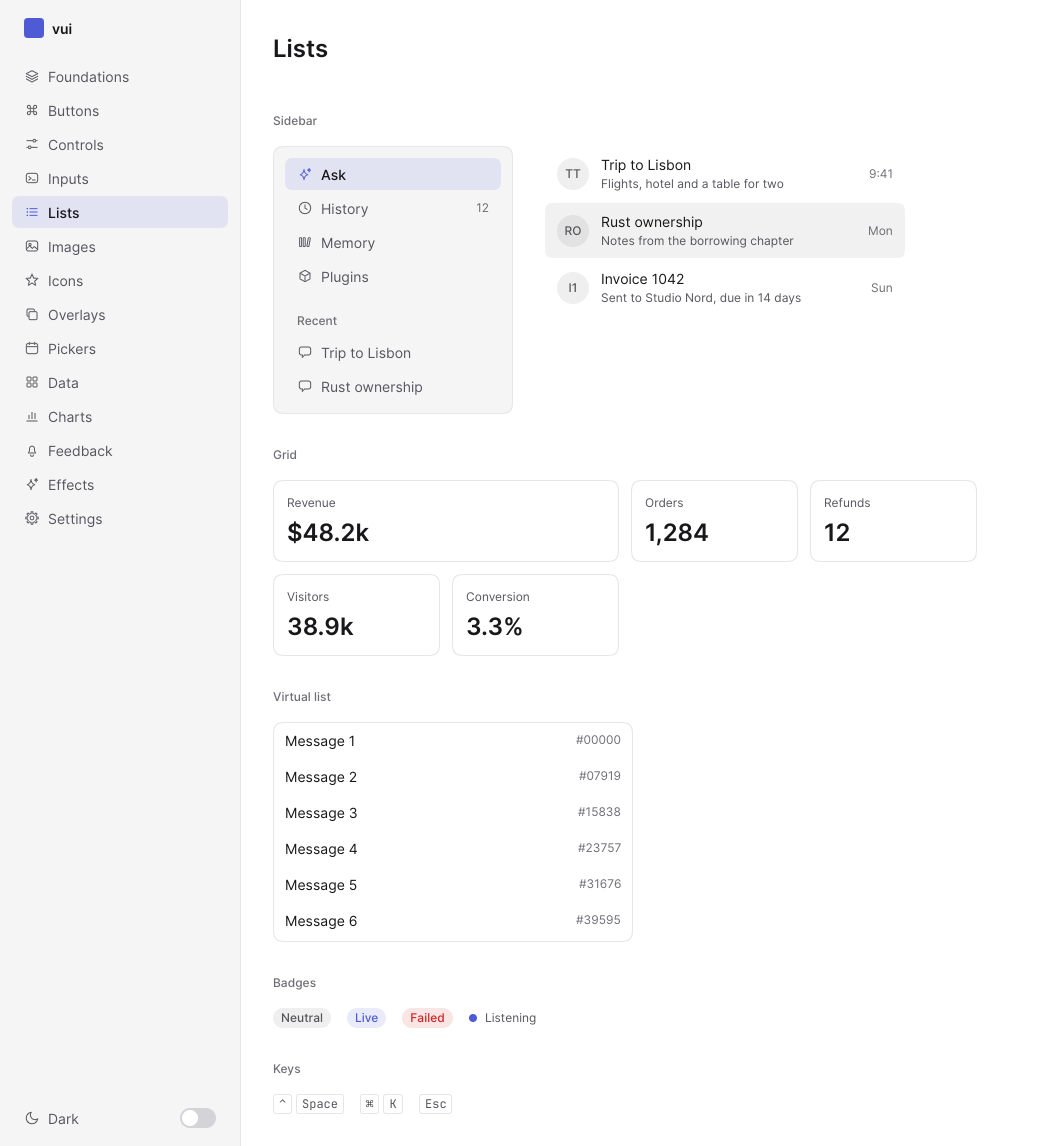 vui
Foundations
Buttons
Controls
Inputs
Lists
Images
Icons
Overlays
Pickers
Data
Charts
Feedback
Effects
Settings
Dark
Lists
Sidebar
Ask
History 12
Memory
Plugins
Recent
Trip to Lisbon
Rust ownership
TT Trip to Lisbon 9:41
Flights, hotel and a table for two
RO Rust ownership Mon
Notes from the borrowing chapter
I1 Invoice 1042 Sun
Sent to Studio Nord, due in 14 days
Grid
Revenue
$48.2k
Orders
1,284
Refunds
12
Visitors
38.9k
Conversion
3.3%
Virtual list
Message 1 #00000
Message 2 #07919
Message 3 #15838
Message 4 #23757
Message 5 #31676
Message 6 #39595
Badges
Neutral Live Failed Listening
Keys
^ Space ⌘ K Esc